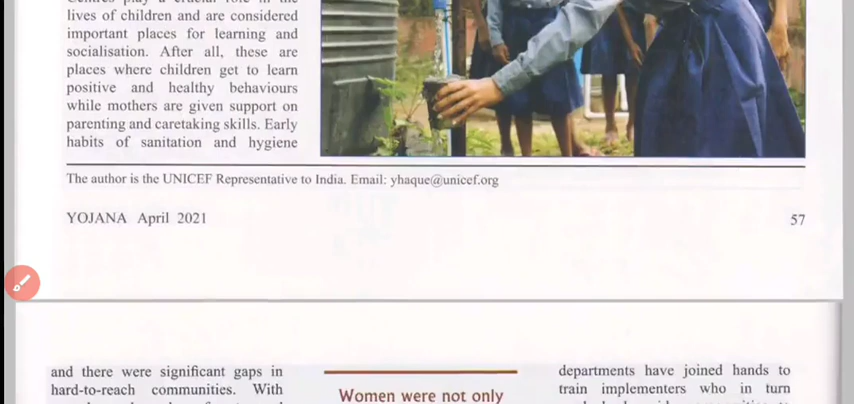 lives of children and are considered
important places for learning and
socialisation. After all, these are
places where children get to learn
positive and healthy behaviours
while mothers are given support on
parenting and caretaking skills. Early
habits of sanitation and hygiene
The author is the UNICEF Representative to India. Email: yhaque@unicef.org
YOJANA April 2021
57
and there were significant gaps in
hard-to-reach communities. With
Women were not only
departments have joined hands to
train implementers who in turn